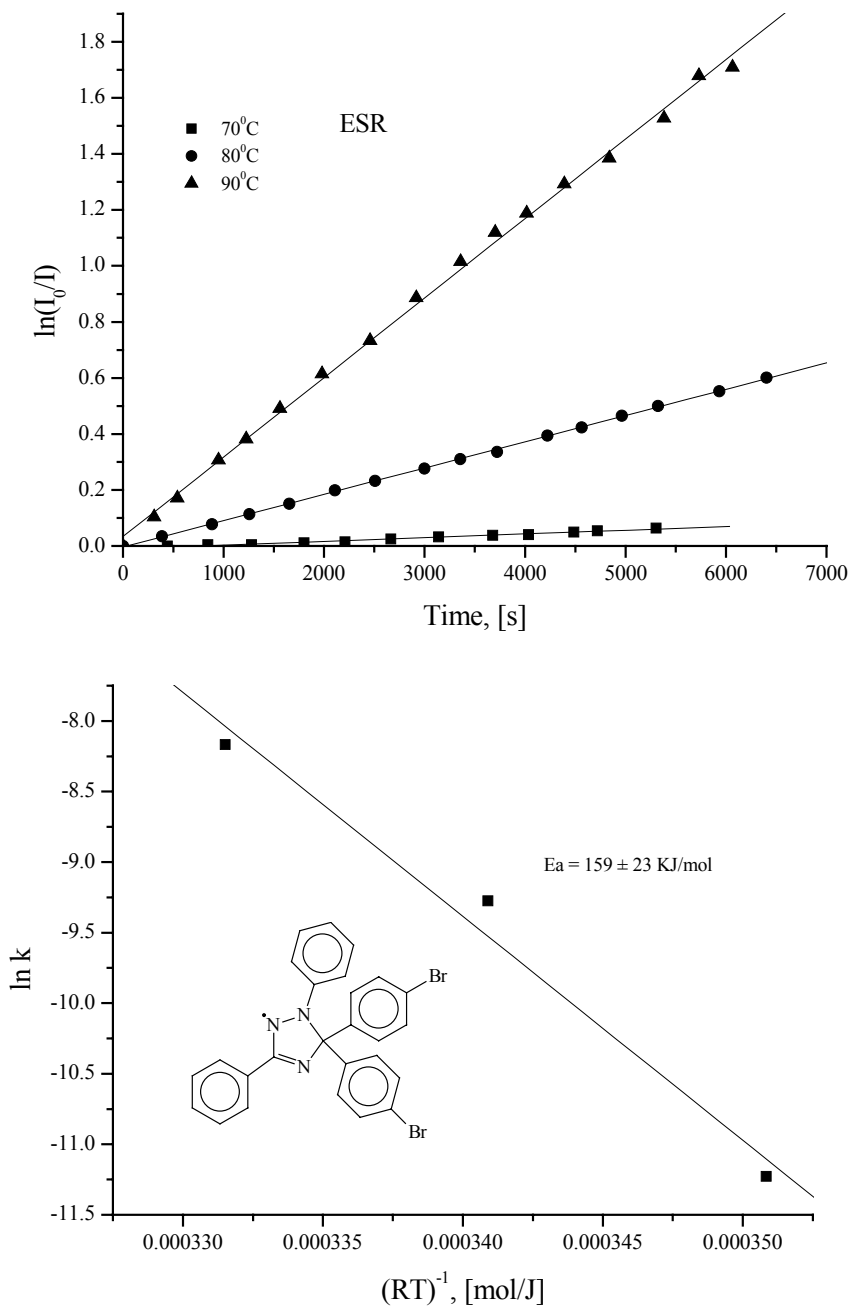 1.8
1.6
1.4
1.2
1.0
0.8
0.6
0.4
0.2
0.0
ln(I₀/I)
70⁰C
80⁰C
90⁰C
ESR
0 1000 2000 3000 4000 5000 6000 7000
Time, [s]
-8.0
-8.5
-9.0
-9.5
-10.0
-10.5
-11.0
-11.5
ln k
Ea = 159 ± 23 KJ/mol
Br
•N N
N
Br
0.000330 0.000335 0.000340 0.000345 0.000350
(RT)⁻¹, [mol/J]